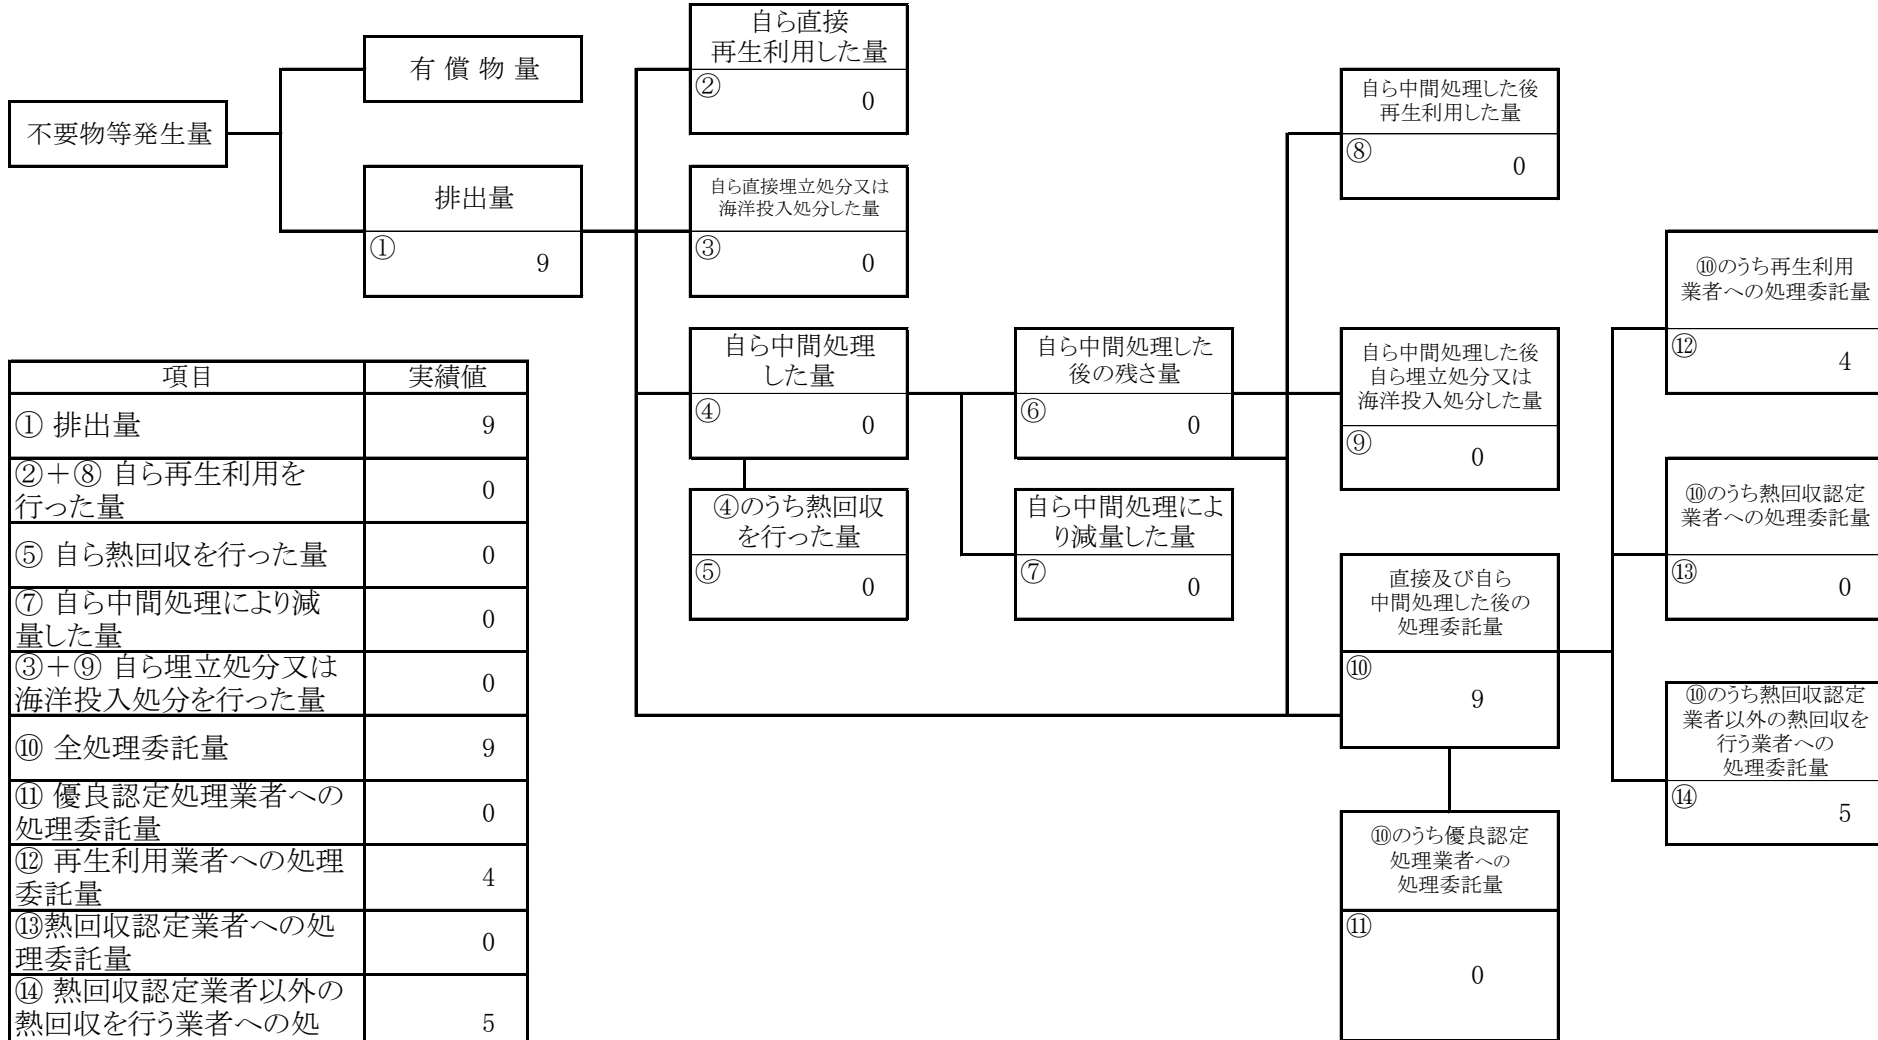 不要物等発生量
有償物量
排出量
①
9
自ら直接
再生利用した量
②
0
自ら直接埋立処分又は
海洋投入処分した量
③
0
自ら中間処理
した量
④
0
④のうち熱回収
を行った量
⑤
0
自ら中間処理した
後の残さ量
⑥
0
自ら中間処理によ
り減量した量
⑦
0
自ら中間処理した後
再生利用した量
⑧
0
自ら中間処理した後
自ら埋立処分又は
海洋投入処分した量
⑨
0
直接及び自ら
中間処理した後の
処理委託量
⑩
9
⑩のうち優良認定
処理業者への
処理委託量
⑪
0
⑩のうち再生利用
業者への処理委託量
⑫
4
⑩のうち熱回収認定
業者への処理委託量
⑬
0
⑩のうち熱回収認定
業者以外の熱回収を
行う業者への
処理委託量
⑭
5
項目 実績値
① 排出量 9
②+⑧ 自ら再生利用を
行った量 0
⑤ 自ら熱回収を行った量 0
⑦ 自ら中間処理により減
量した量 0
③+⑨ 自ら埋立処分又は
海洋投入処分を行った量 0
⑩ 全処理委託量 9
⑪ 優良認定処理業者への
処理委託量 0
⑫ 再生利用業者への処理
委託量 4
⑬熱回収認定業者への処
理委託量 0
⑭ 熱回収認定業者以外の
熱回収を行う業者への処 5